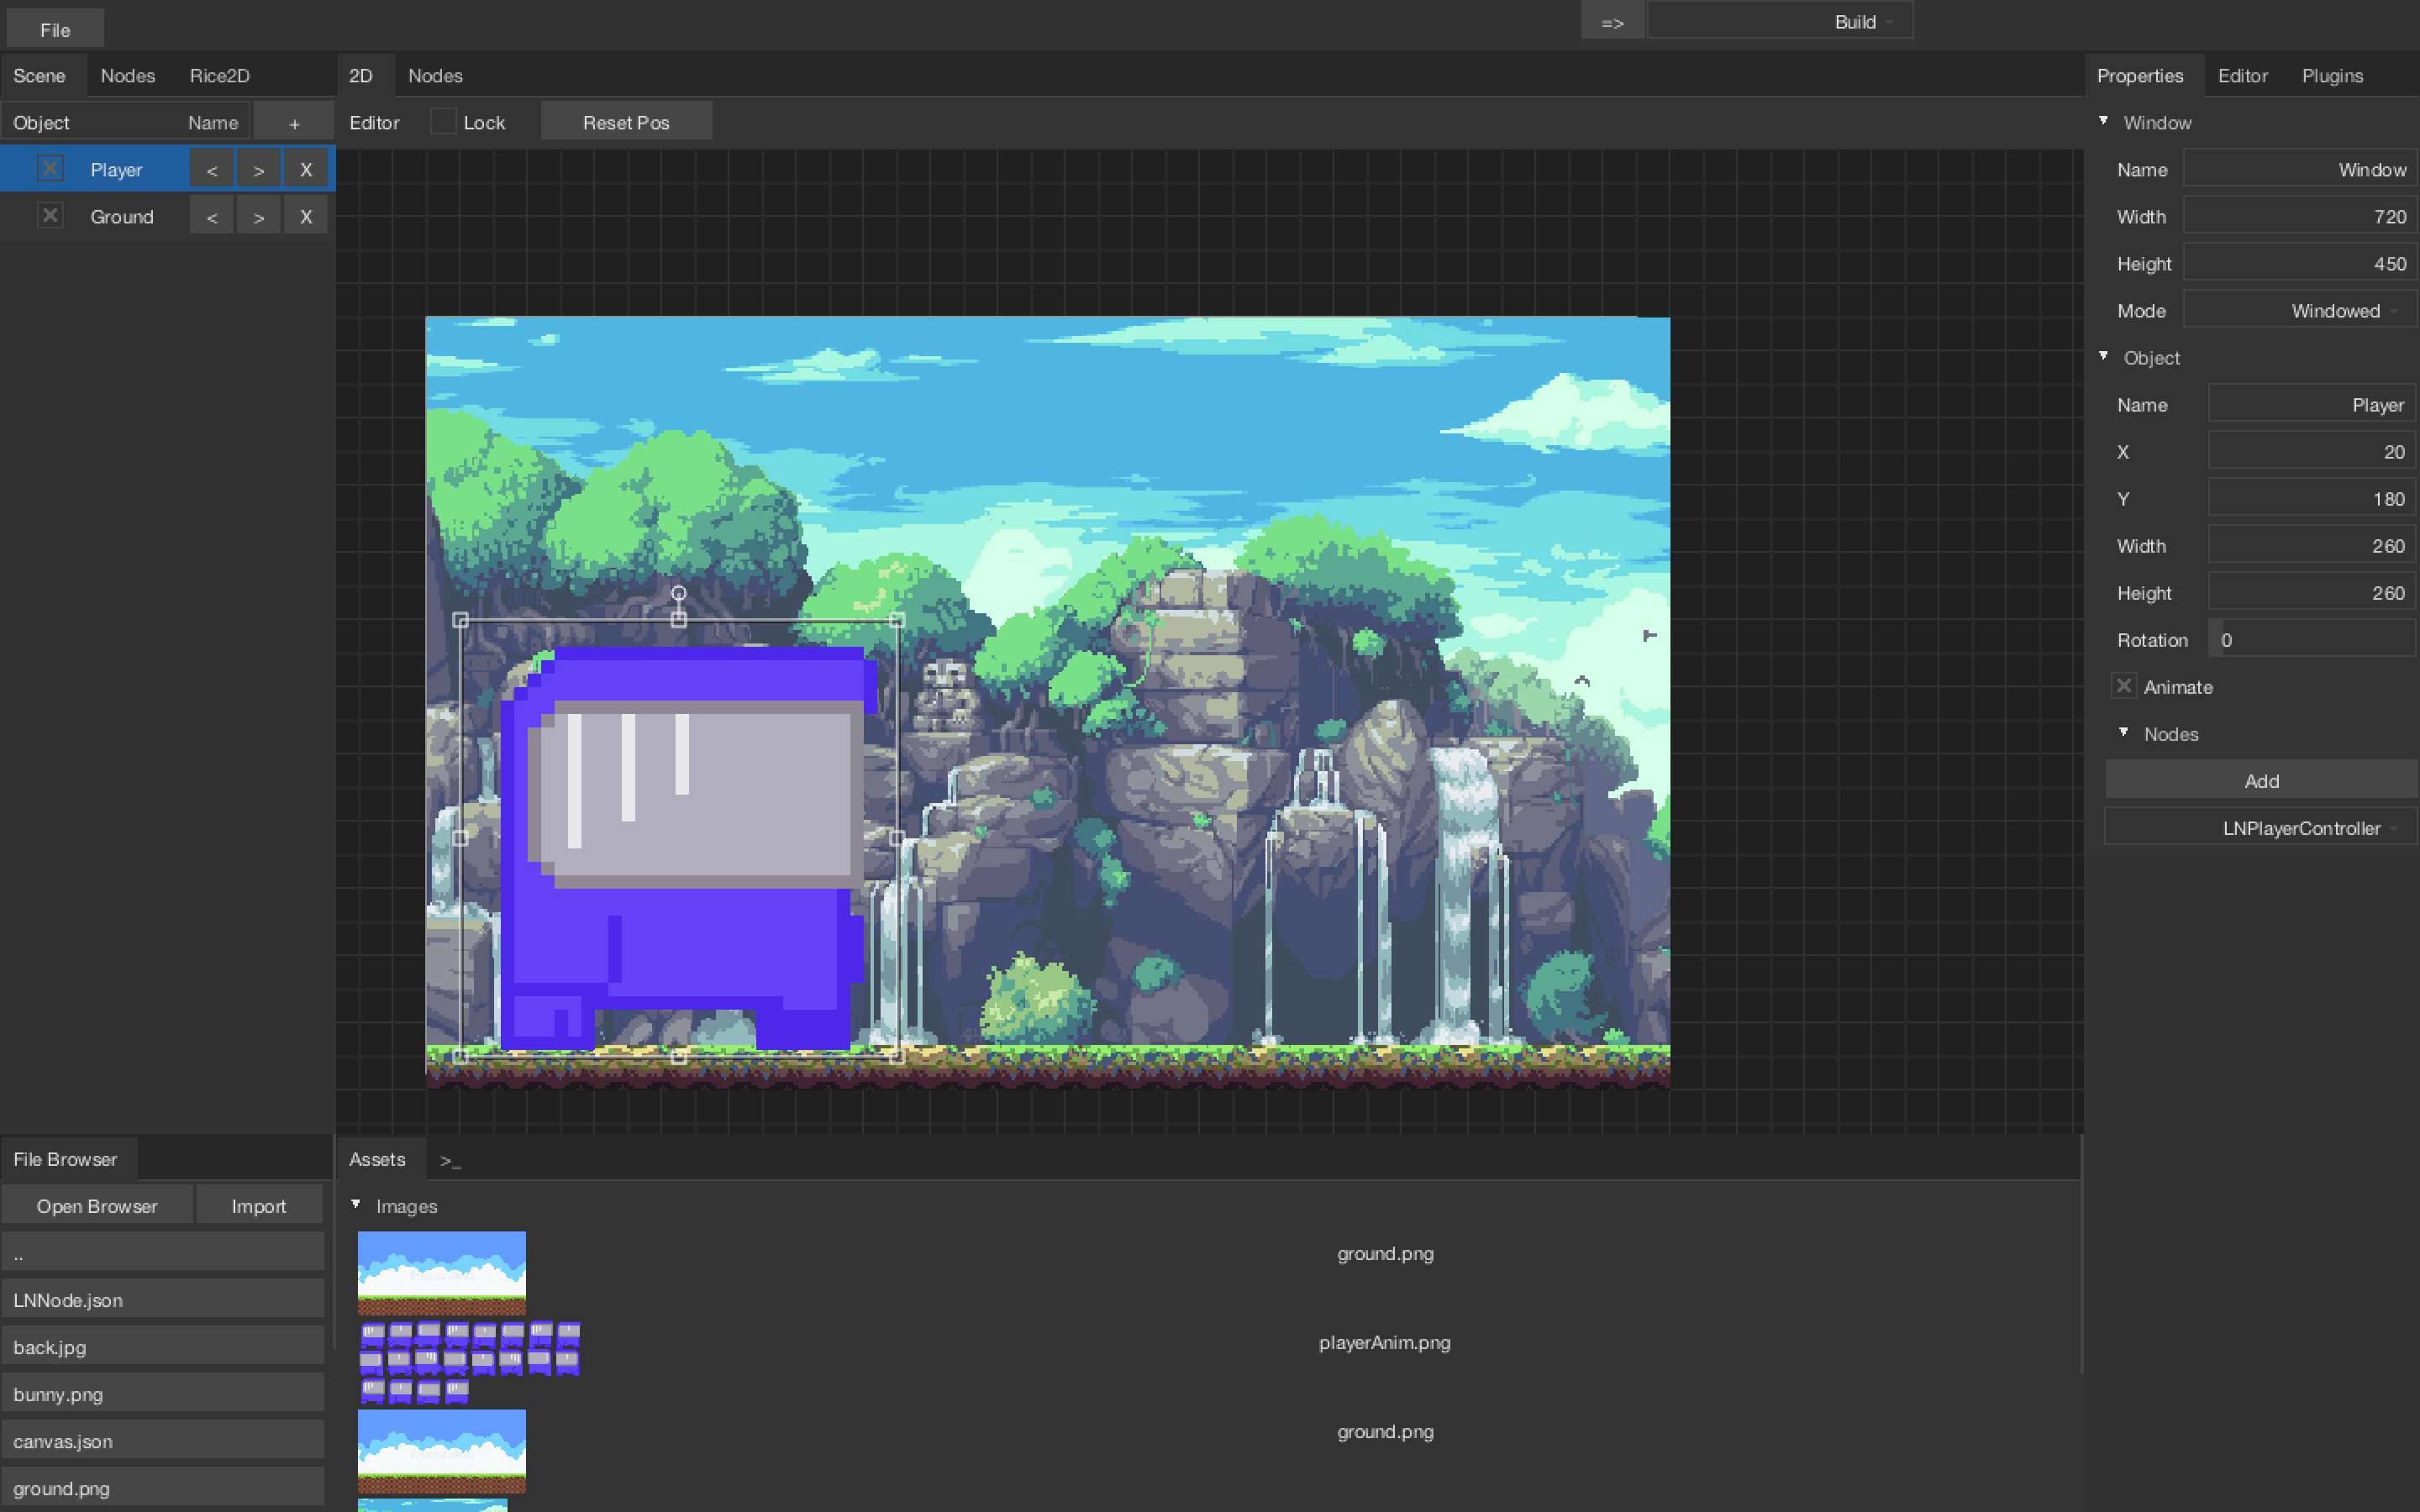 File
=>
Build
Scene Nodes Rice2D
2D Nodes
Properties Editor Plugins
Object Name +
Editor Lock Reset Pos
Window
Player < > X
Ground < > X
Name Window
Width 720
Height 450
Mode Windowed
Object
Name Player
X 20
Y 180
Width 260
Height 260
Rotation 0
Animate
Nodes
Add
LNPlayerController
File Browser
Open Browser Import
..
LNNode.json
back.jpg
bunny.png
canvas.json
ground.png
Assets >_
Images
ground.png
playerAnim.png
ground.png